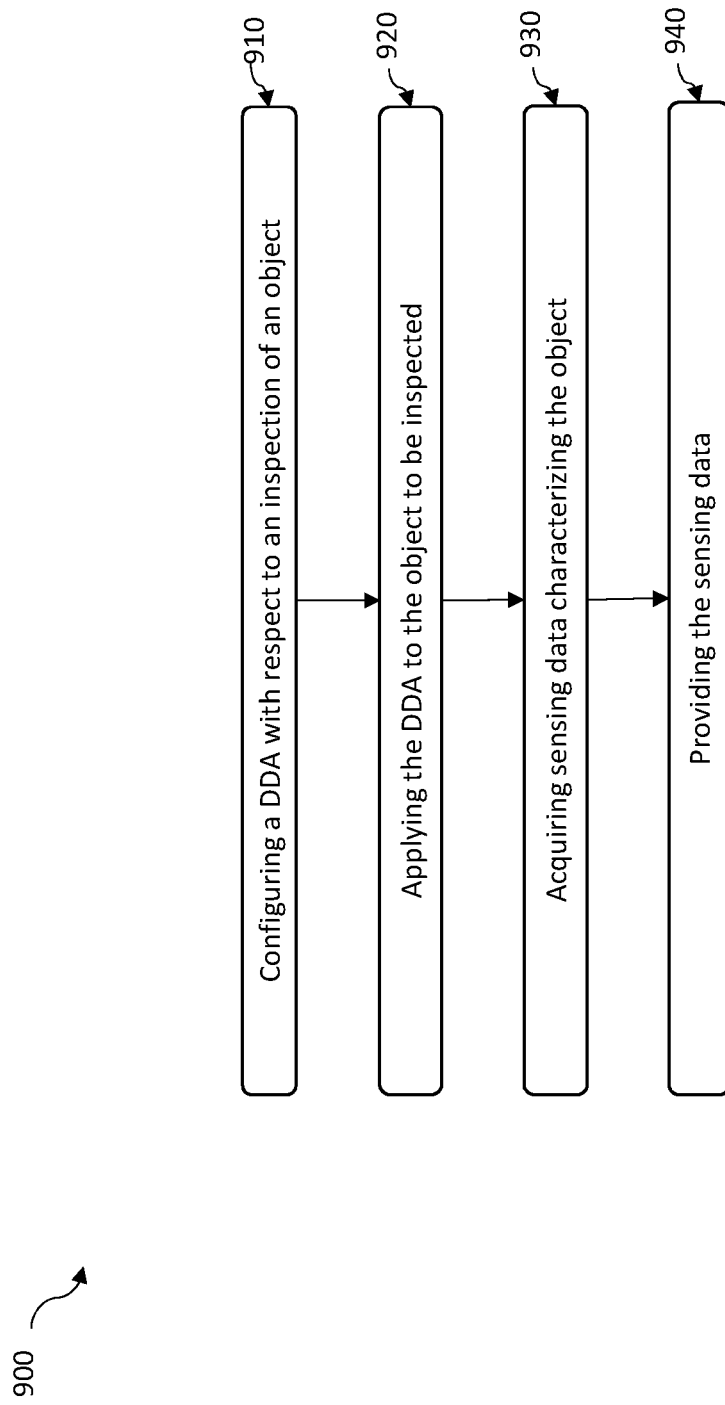 900
Configuring a DDA with respect to an inspection of an object
910
Applying the DDA to the object to be inspected
920
Acquiring sensing data characterizing the object
930
Providing the sensing data
940